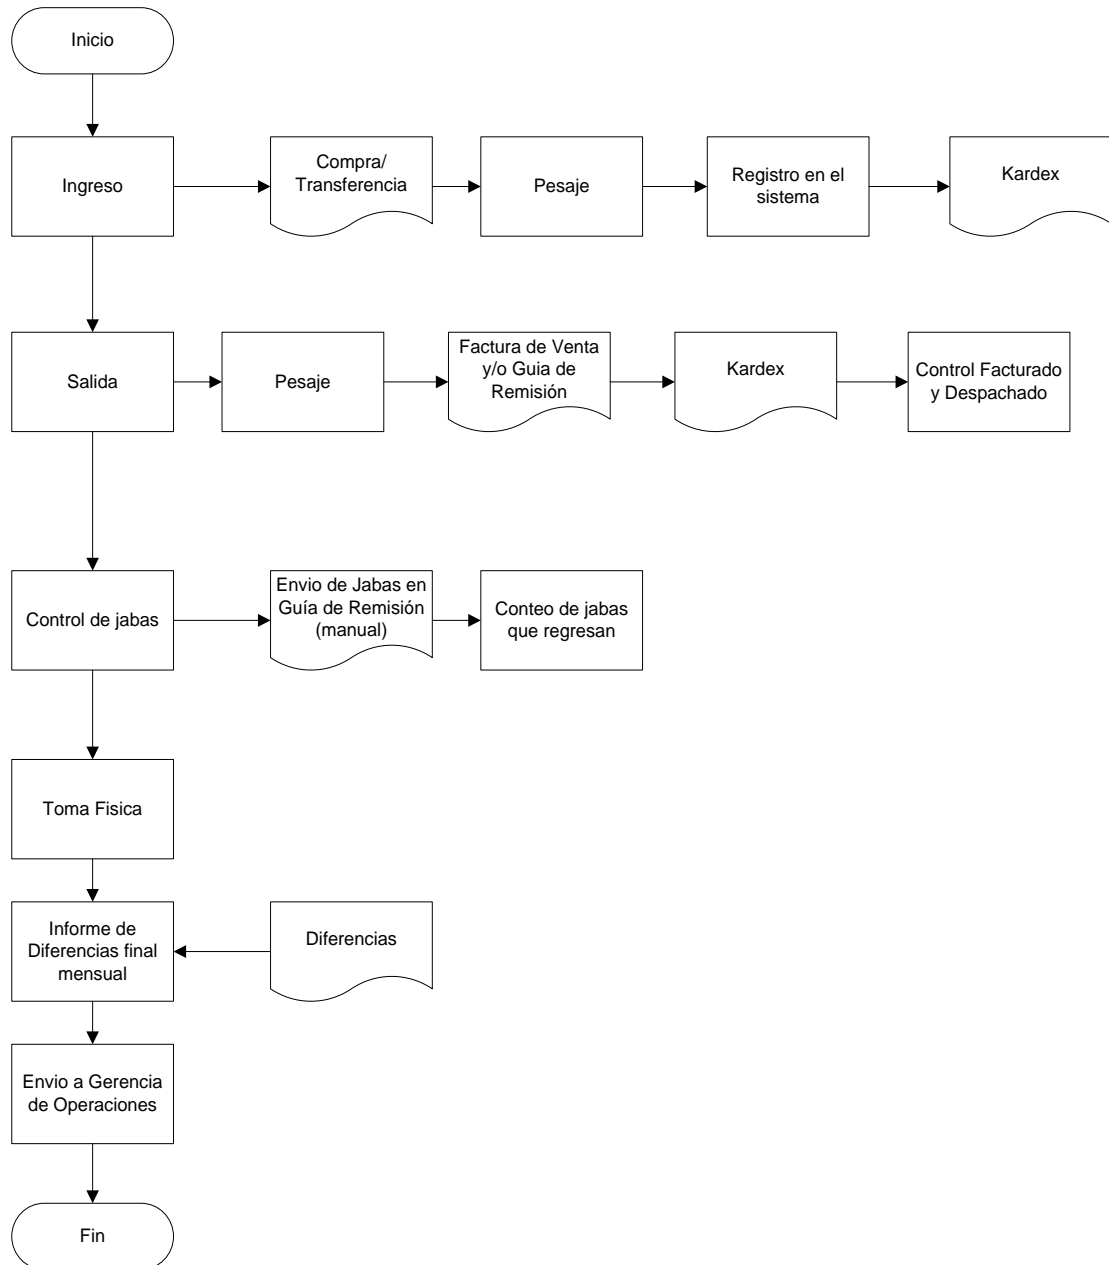 Inicio
Ingreso
Compra/
Transferencia
Pesaje
Registro en el
sistema
Kardex
Salida
Pesaje
Factura de Venta
y/o Guia de
Remisión
Kardex
Control Facturado
y Despachado
Control de jabas
Envio de Jabas en
Guía de Remisión
(manual)
Conteo de jabas
que regresan
Toma Fisica
Informe de
Diferencias final
mensual
Diferencias
Envio a Gerencia
de Operaciones
Fin